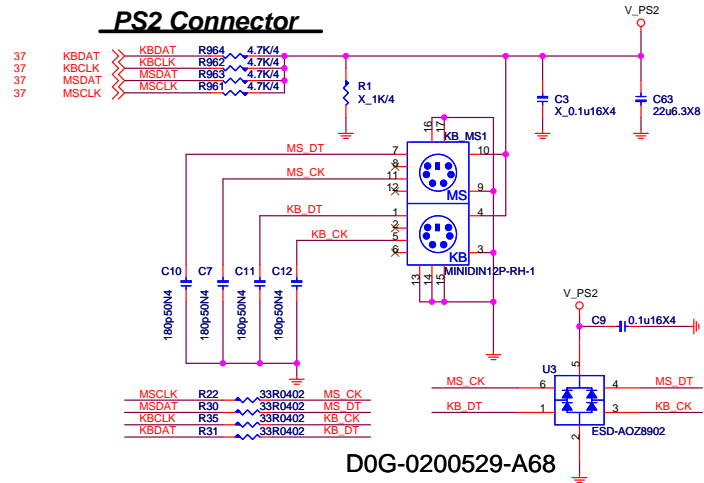 PS2 Connector
V_PS2
37 KBDAT KBDAT R964 4.7K/4
37 KBCLK KBCLK R962 4.7K/4
37 MSDAT MSDAT R963 4.7K/4
37 MSCLK MSCLK R961 4.7K/4
R1
X_1K/4
C3
X_0.1u16X4
C63
22u6.3X8
16 17 KB_MS1
MS_DT 7 10
8
MS_CK 11
12 9 MS
KB_DT 1 4
2
KB_CK 5
6 3 KB
13 14 15 MINIDIN12P-RH-1
C10 C7 C11 C12
180p50N4 180p50N4 180p50N4 180p50N4
V_PS2
C9 0.1u16X4
U3
5
MS_CK 6 4 MS_DT
KB_DT 1 3 KB_CK
2 ESD-AOZ8902
MSCLK R22 33R0402 MS_CK
MSDAT R30 33R0402 MS_DT
KBCLK R35 33R0402 KB_CK
KBDAT R31 33R0402 KB_DT
D0G-0200529-A68